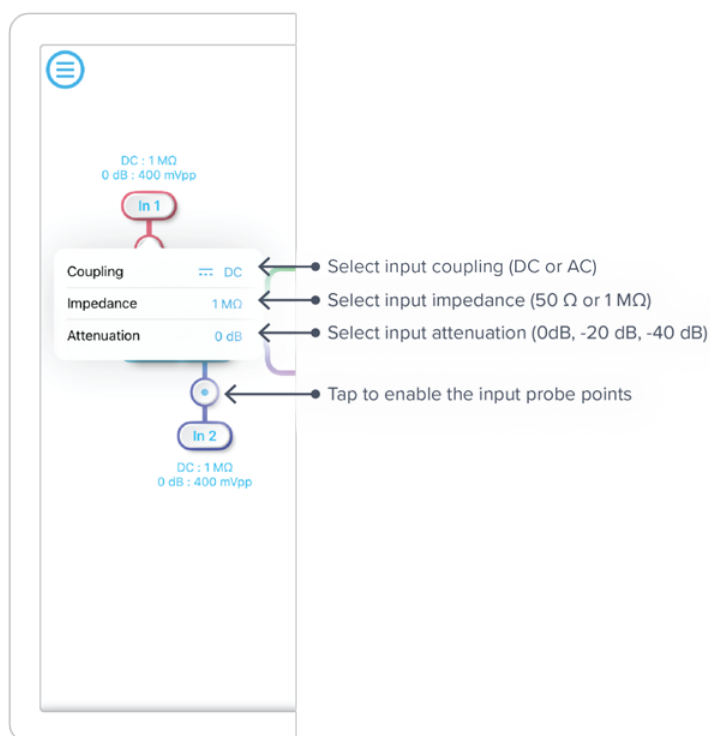 DC : 1 MΩ
0 dB : 400 mVpp
In 1
Coupling DC
Select input coupling (DC or AC)
Impedance 1 MΩ
Select input impedance (50 Ω or 1 MΩ)
Attenuation 0 dB
Select input attenuation (0dB, -20 dB, -40 dB)
Tap to enable the input probe points
In 2
DC : 1 MΩ
0 dB : 400 mVpp